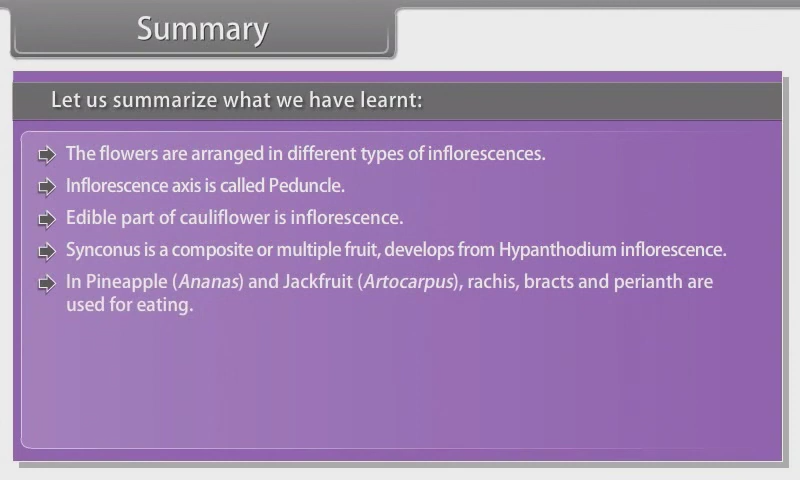 Summary
Let us summarize what we have learnt:
The flowers are arranged in different types of inflorescences.
Inflorescence axis is called Peduncle.
Edible part of cauliflower is inflorescence.
Synconus is a composite or multiple fruit, develops from Hypanthodium inflorescence.
In Pineapple (Ananas) and Jackfruit (Artocarpus), rachis, bracts and perianth are
used for eating.